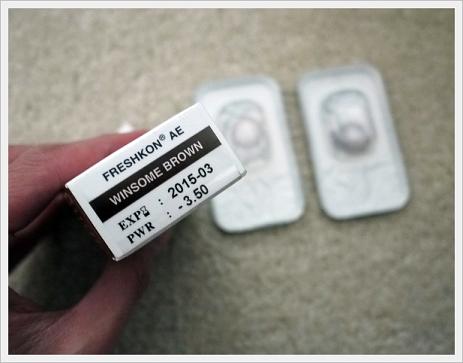 FRESHKON® AE
WINSOME BROWN
EXP⌛ : 2015-03
PWR : -3.50